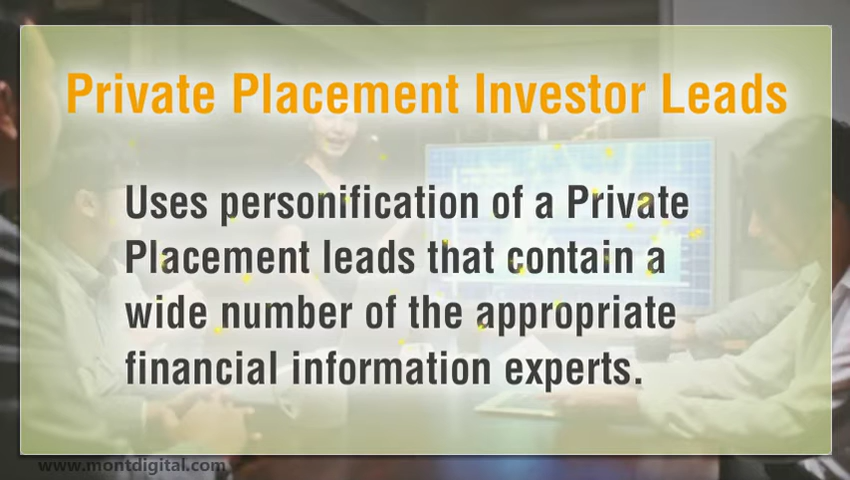 Private Placement Investor Leads
Uses personification of a Private
Placement leads that contain a
wide number of the appropriate
financial information experts.
www.montdigital.com